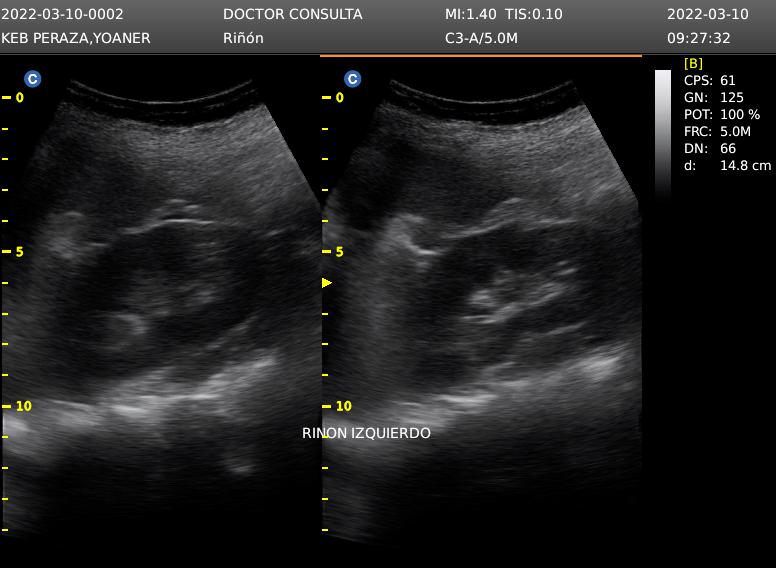 2022-03-10-0002 DOCTOR CONSULTA MI:1.40 TIS:0.10 2022-03-10
KEB PERAZA,YOANER Riñón C3-A/5.0M 09:27:32
C C [B]
0 0 CPS: 61
GN: 125
POT: 100 %
FRC: 5.0M
DN: 66
d: 14.8 cm
5 5
10 10
RINON IZQUIERDO